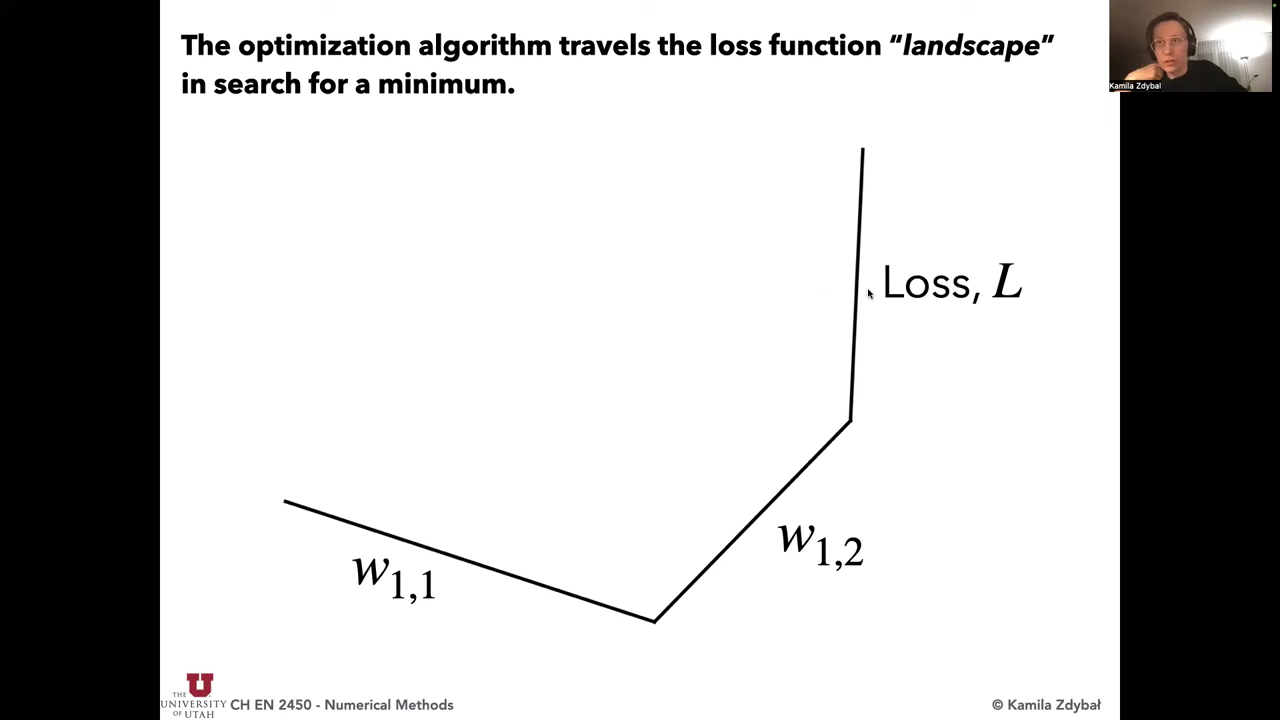 The optimization algorithm travels the loss function “landscape”
in search for a minimum.
Kamila Zdybal
Loss, L
w1,2
w1,1
U
THE
UNIVERSITY
OF UTAH
CH EN 2450 - Numerical Methods
© Kamila Zdybał